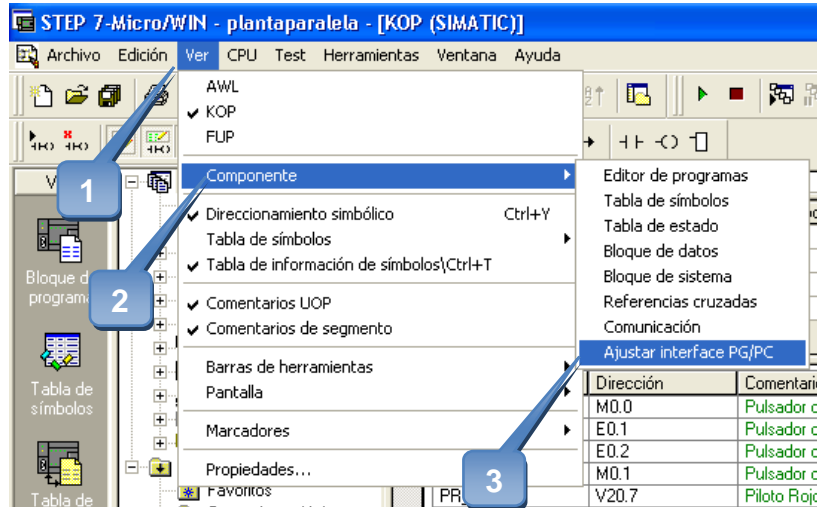 STEP 7-Micro/WIN - plantaparalela - [KOP (SIMATIC)]
Archivo Edición Ver CPU Test Herramientas Ventana Ayuda
AWL
KOP
FUP
Componente
Direccionamiento simbólico Ctrl+Y
Tabla de símbolos
Tabla de información de símbolos\Ctrl+T
Comentarios UOP
Comentarios de segmento
Barras de herramientas
Pantalla
Marcadores
Propiedades...
Editor de programas
Tabla de símbolos
Tabla de estado
Bloque de datos
Bloque de sistema
Referencias cruzadas
Comunicación
Ajustar interface PG/PC
1
2
3
Bloque d
program
Tabla de
símbolos
Tabla de
Favoritos
Dirección Comentari
M0.0 Pulsador
E0.1 Pulsador
E0.2 Pulsador
M0.1 Pulsador
PR_ V20.7 Piloto Rojo